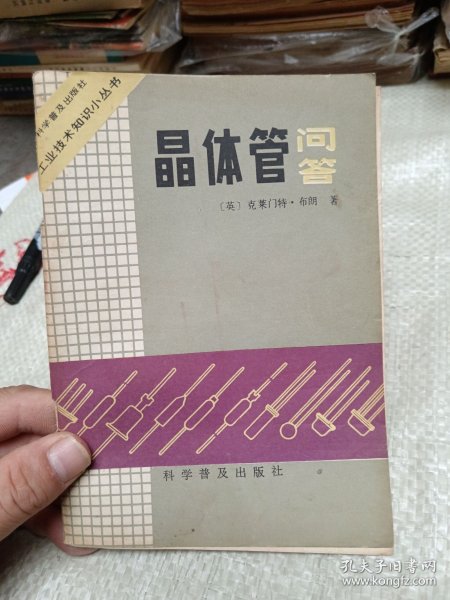 科学普及出版社
工业技术知识小丛书
晶体管问答
〔英〕克莱门特·布朗 著
科学普及出版社
孔夫子旧书网
www.kongfz.com